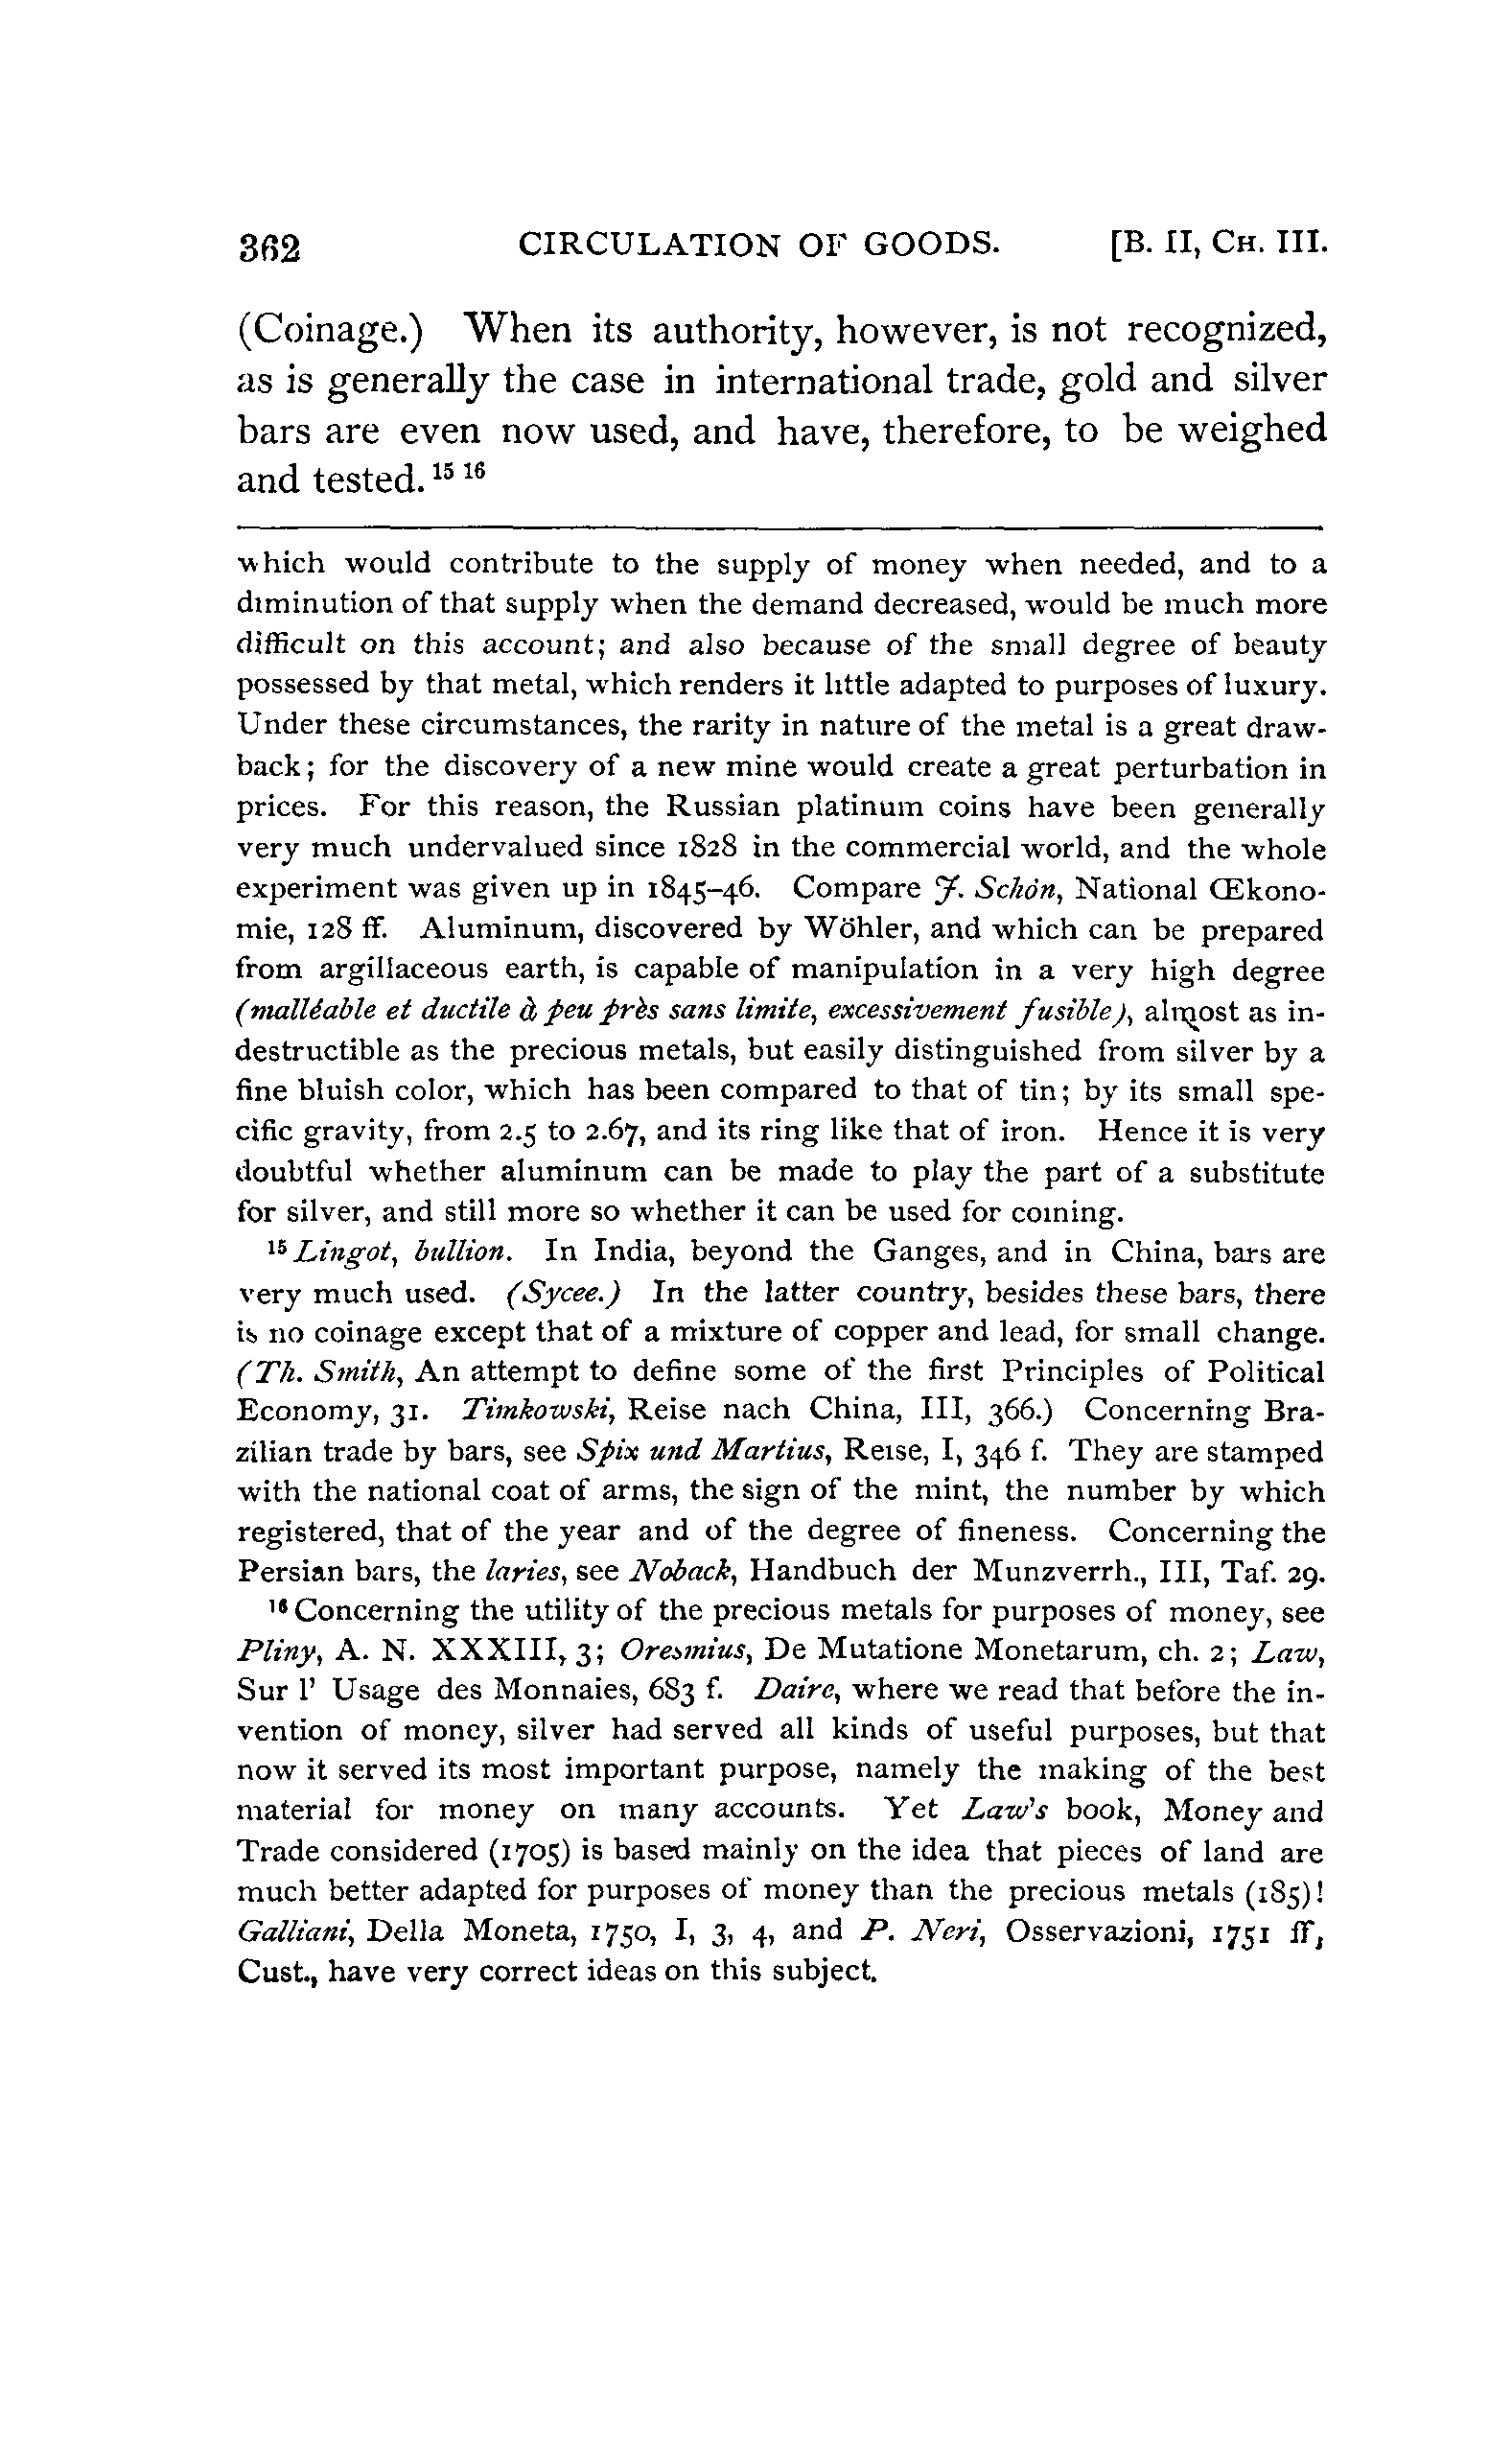 362 CIRCULATION OF GOODS. [B. II, CH. III.
(Coinage.) When its authority, however, is not recognized,
as is generally the case in international trade, gold and silver
bars are even now used, and have, therefore, to be weighed
and tested. 15 16
which would contribute to the supply of money when needed, and to a
diminution of that supply when the demand decreased, would be much more
difficult on this account; and also because of the small degree of beauty
possessed by that metal, which renders it little adapted to purposes of luxury.
Under these circumstances, the rarity in nature of the metal is a great draw-
back; for the discovery of a new mine would create a great perturbation in
prices. For this reason, the Russian platinum coins have been generally
very much undervalued since 1828 in the commercial world, and the whole
experiment was given up in 1845-46. Compare J. Schön, National Œkono-
mie, 128 ff. Aluminum, discovered by Wöhler, and which can be prepared
from argillaceous earth, is capable of manipulation in a very high degree
(malléable et ductile à peu près sans limite, excessivement fusible), almost as in-
destructible as the precious metals, but easily distinguished from silver by a
fine bluish color, which has been compared to that of tin; by its small spe-
cific gravity, from 2.5 to 2.67, and its ring like that of iron. Hence it is very
doubtful whether aluminum can be made to play the part of a substitute
for silver, and still more so whether it can be used for coining.
15 Lingot, bullion. In India, beyond the Ganges, and in China, bars are
very much used. (Sycee.) In the latter country, besides these bars, there
is no coinage except that of a mixture of copper and lead, for small change.
(Th. Smith, An attempt to define some of the first Principles of Political
Economy, 31. Timkowski, Reise nach China, III, 366.) Concerning Bra-
zilian trade by bars, see Spix und Martius, Reise, I, 346 f. They are stamped
with the national coat of arms, the sign of the mint, the number by which
registered, that of the year and of the degree of fineness. Concerning the
Persian bars, the laries, see Noback, Handbuch der Munzverrh., III, Taf. 29.
16 Concerning the utility of the precious metals for purposes of money, see
Pliny, A. N. XXXIII, 3; Oresmius, De Mutatione Monetarum, ch. 2; Law,
Sur l' Usage des Monnaies, 683 f. Daire, where we read that before the in-
vention of money, silver had served all kinds of useful purposes, but that
now it served its most important purpose, namely the making of the best
material for money on many accounts. Yet Law's book, Money and
Trade considered (1705) is based mainly on the idea that pieces of land are
much better adapted for purposes of money than the precious metals (185)!
Galliani, Della Moneta, 1750, I, 3, 4, and P. Neri, Osservazioni, 1751 ff,
Cust., have very correct ideas on this subject.